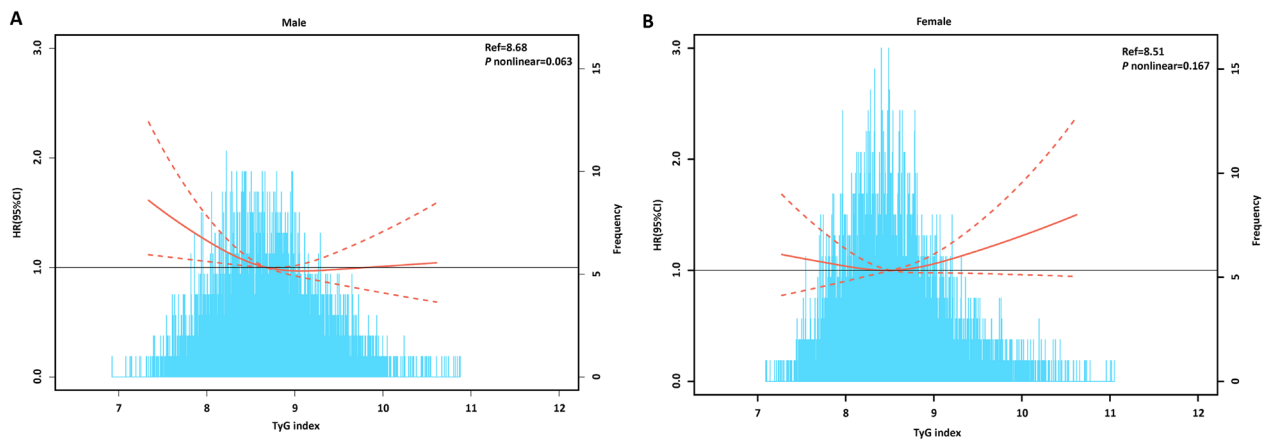 A
Male
Ref=8.68
P nonlinear=0.063
HR(95%CI)
3.0
2.0
1.0
0.0
15
10
5
0
Frequency
7 8 9 10 11 12
TyG index
B
Female
Ref=8.51
P nonlinear=0.167
HR(95%CI)
3.0
2.0
1.0
0.0
15
10
5
0
Frequency
7 8 9 10 11 12
TyG index